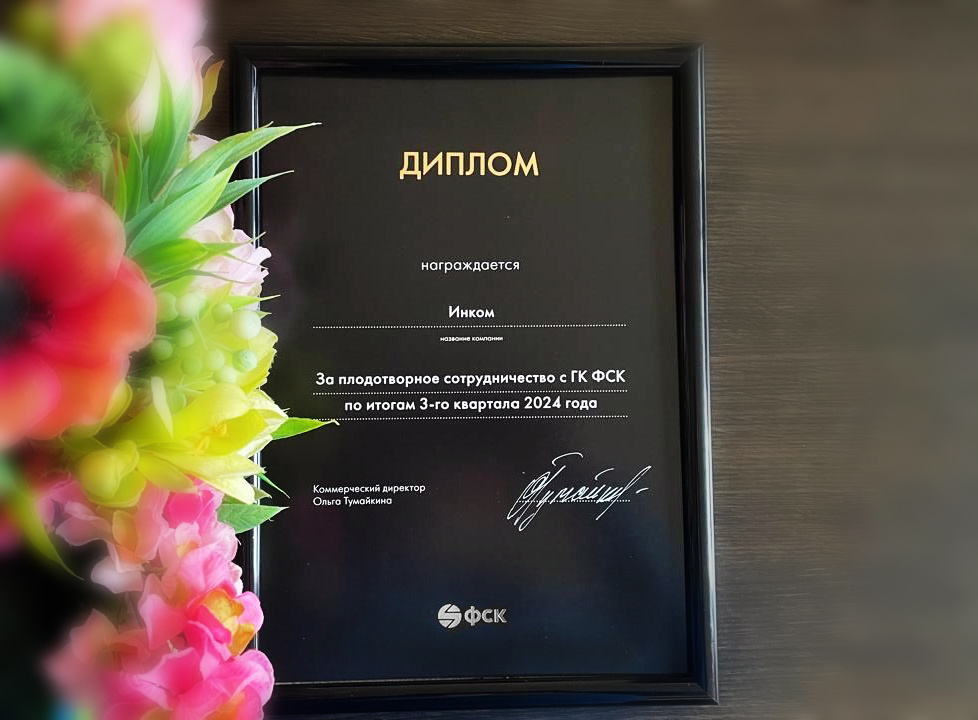 ДИПЛОМ
награждается
Инком
название компании
За плодотворное сотрудничество с ГК ФСК
по итогам 3-го квартала 2024 года
Коммерческий директор
Ольга Тумайкина
ФСК